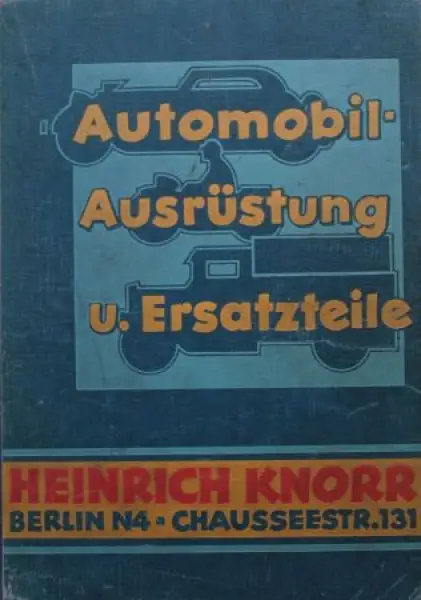 Automobil-
Ausrüstung
u. Ersatzteile
HEINRICH KNORR
BERLIN N4 - CHAUSSEESTR.131